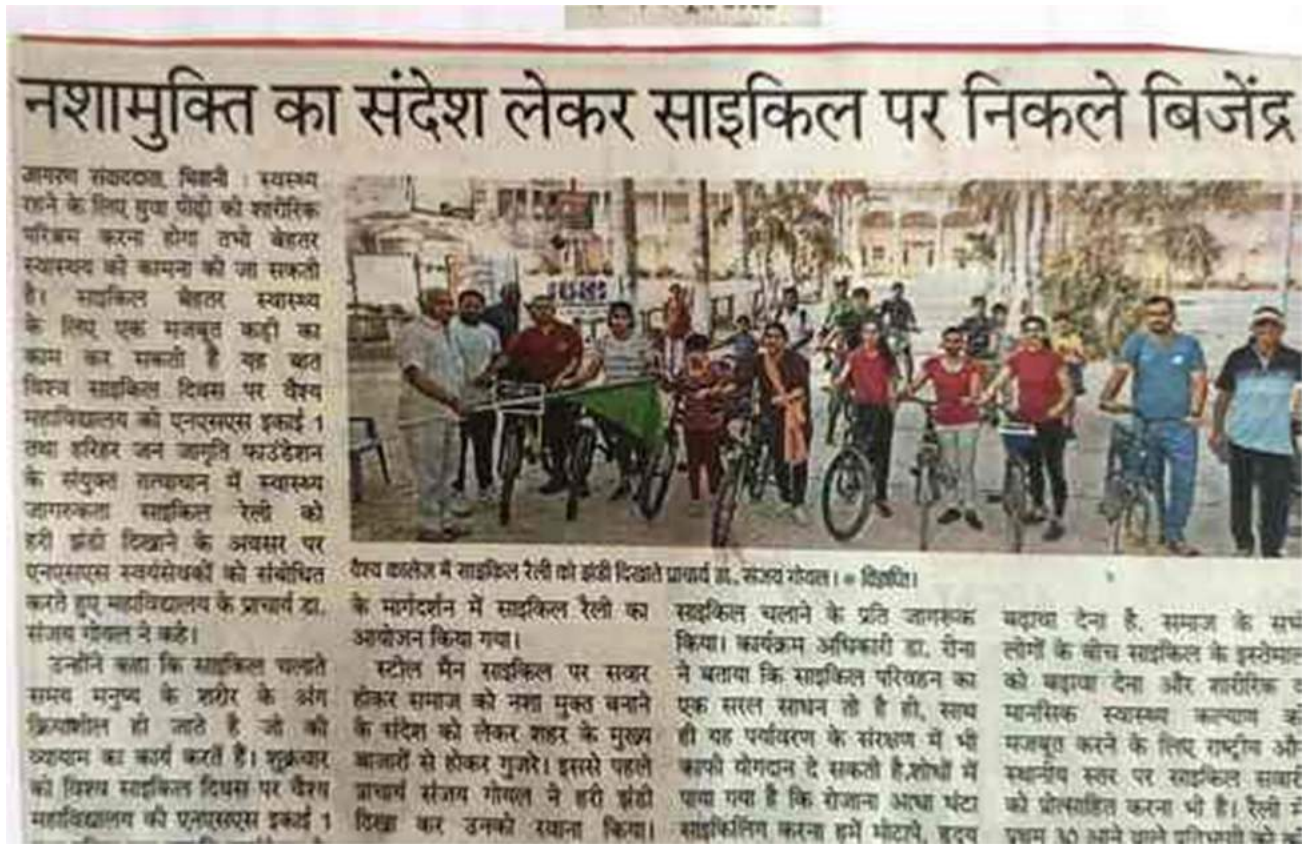 नशामुक्ति का संदेश लेकर साइकिल पर निकले बिजेंद्र
जागरण संवाददाता, भिवानी : स्वस्थ
रहने के लिए युवा पीढ़ी को शारीरिक
परिश्रम करना होगा तभी बेहतर
स्वास्थ्य की कामना की जा सकती
है। साइकिल बेहतर स्वास्थ्य
के लिए एक मजबूत कड़ी का
काम कर सकती है यह बात
विश्व साइकिल दिवस पर वैश्य
महाविद्यालय की एनएसएस इकाई 1
तथा हरिहर जन जागृति फाउंडेशन
के संयुक्त तत्वाधान में स्वास्थ्य
जागरूकता साइकिल रैली को
हरी झंडी दिखाने के अवसर पर
एनएसएस स्वयंसेवकों को संबोधित
करते हुए महाविद्यालय के प्राचार्य डा.
संजय गोयल ने कहे।
उन्होंने कहा कि साइकिल चलाते
समय मनुष्य के शरीर के अंग
क्रियाशील हो जाते है जो की
व्यायाम का कार्य करते हैं। शुक्रवार
को विश्व साइकिल दिवस पर वैश्य
महाविद्यालय की एनएसएस इकाई 1
वैश्य कालेज में साइकिल रैली को झंडी दिखाते प्राचार्य डा. संजय गोयल। ● विज्ञप्ति।
के मार्गदर्शन में साइकिल रैली का
आयोजन किया गया।
स्टील मैन साइकिल पर सवार
होकर समाज को नशा मुक्त बनाने
के संदेश को लेकर शहर के मुख्य
बाजारों से होकर गुजरे। इससे पहले
प्राचार्य संजय गोयल ने हरी झंडी
दिखा कर उनको रवाना किया।
साइकिल चलाने के प्रति जागरूक
किया। कार्यक्रम अधिकारी डा. रीना
ने बताया कि साइकिल परिवहन का
एक सरल साधन तो है ही, साथ
ही यह पर्यावरण के संरक्षण में भी
काफी योगदान दे सकती है,शोधों में
पाया गया है कि रोजाना आधा घंटा
साइकिलिंग करना हमें मोटापे, हृदय
बढ़ावा देना है. समाज के सभी
लोगों के बीच साइकिल के इस्तेमाल
को बढ़ावा देना और शारीरिक व
मानसिक स्वास्थ्य कल्याण को
मजबूत करने के लिए राष्ट्रीय और
स्थानीय स्तर पर साइकिल सवारी
को प्रोत्साहित करना भी है। रैली में
प्रथम 30 आने वाले प्रतिभागी को